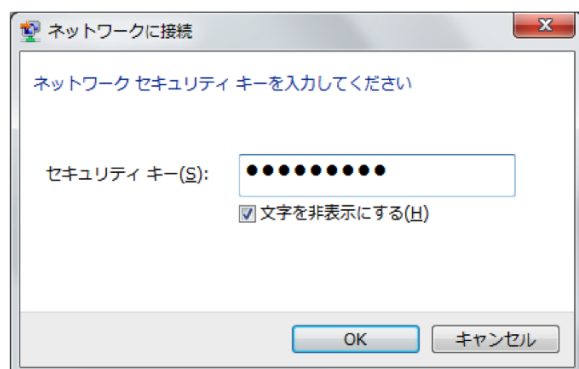 ネットワークに接続
ネットワーク セキュリティ キーを入力してください
セキュリティ キー(S): ●●●●●●●●●
文字を非表示にする(H)
OK キャンセル